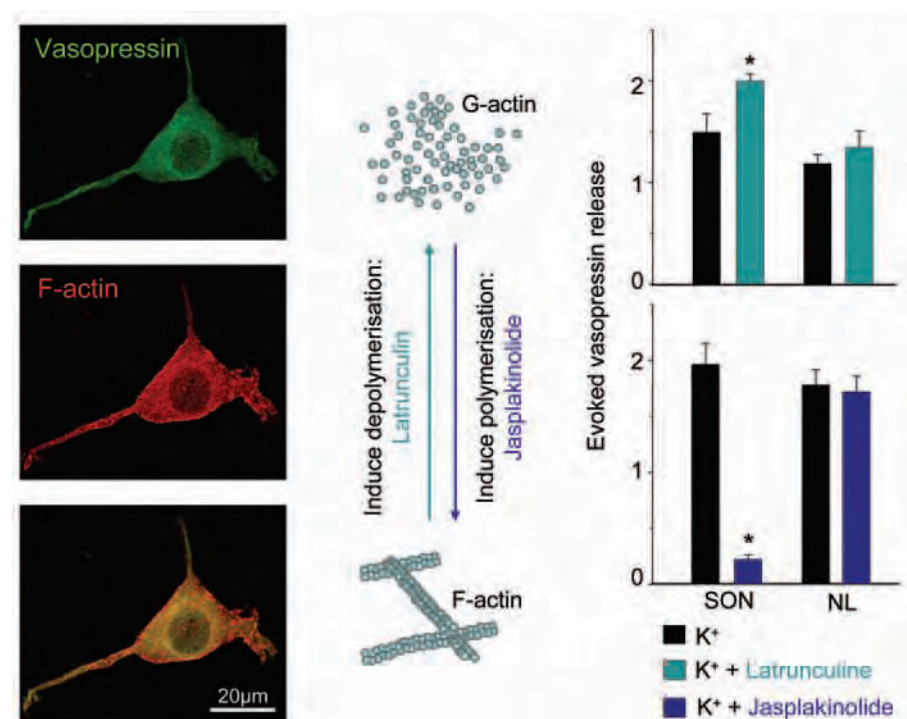 Vasopressin
F-actin
20μm
G-actin
Induce depolymerisation:
Latrunculin
Induce polymerisation:
Jasplakinolide
F-actin
Evoked vasopressin release
2
1
0
*
2
1
0
*
SON NL
K⁺
K⁺ + Latrunculiine
K⁺ + Jasplakinolide